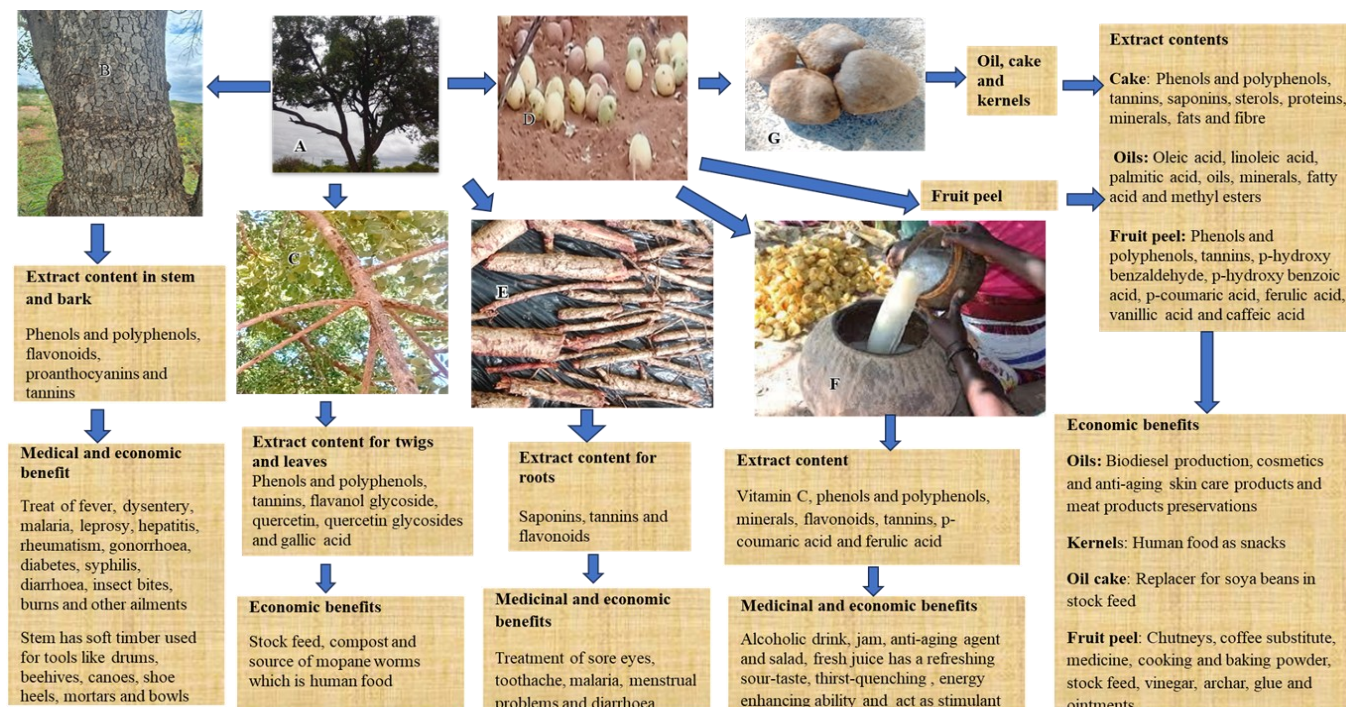 B
A
D
G
Oil, cake
and
kernels
Fruit peel
Extract contents
Cake: Phenols and polyphenols,
tannins, saponins, sterols, proteins,
minerals, fats and fibre
Oils: Oleic acid, linoleic acid,
palmitic acid, oils, minerals, fatty
acid and methyl esters
Fruit peel: Phenols and
polyphenols, tannins, p-hydroxy
benzaldehyde, p-hydroxy benzoic
acid, p-coumaric acid, ferulic acid,
vanillic acid and caffeic acid
C
E
F
Extract content in stem
and bark
Phenols and polyphenols,
flavonoids,
proanthocyanins and
tannins
Medical and economic
benefit
Treat of fever, dysentery,
malaria, leprosy, hepatitis,
rheumatism, gonorrhoea,
diabetes, syphilis,
diarrhoea, insect bites,
burns and other ailments
Stem has soft timber used
for tools like drums,
beehives, canoes, shoe
heels, mortars and bowls
Extract content for twigs
and leaves
Phenols and polyphenols,
tannins, flavanol glycoside,
quercetin, quercetin glycosides
and gallic acid
Economic benefits
Stock feed, compost and
source of mopane worms
which is human food
Extract content for
roots
Saponins, tannins and
flavonoids
Medicinal and economic
benefits
Treatment of sore eyes,
toothache, malaria, menstrual
problems and diarrhoea
Extract content
Vitamin C, phenols and polyphenols,
minerals, flavonoids, tannins, p-
coumaric acid and ferulic acid
Medicinal and economic benefits
Alcoholic drink, jam, anti-aging agent
and salad, fresh juice has a refreshing
sour-taste, thirst-quenching , energy
enhancing ability and act as stimulant
Economic benefits
Oils: Biodiesel production, cosmetics
and anti-aging skin care products and
meat products preservations
Kernels: Human food as snacks
Oil cake: Replacer for soya beans in
stock feed
Fruit peel: Chutneys, coffee substitute,
medicine, cooking and baking powder,
stock feed, vinegar, archar, glue and
ointments